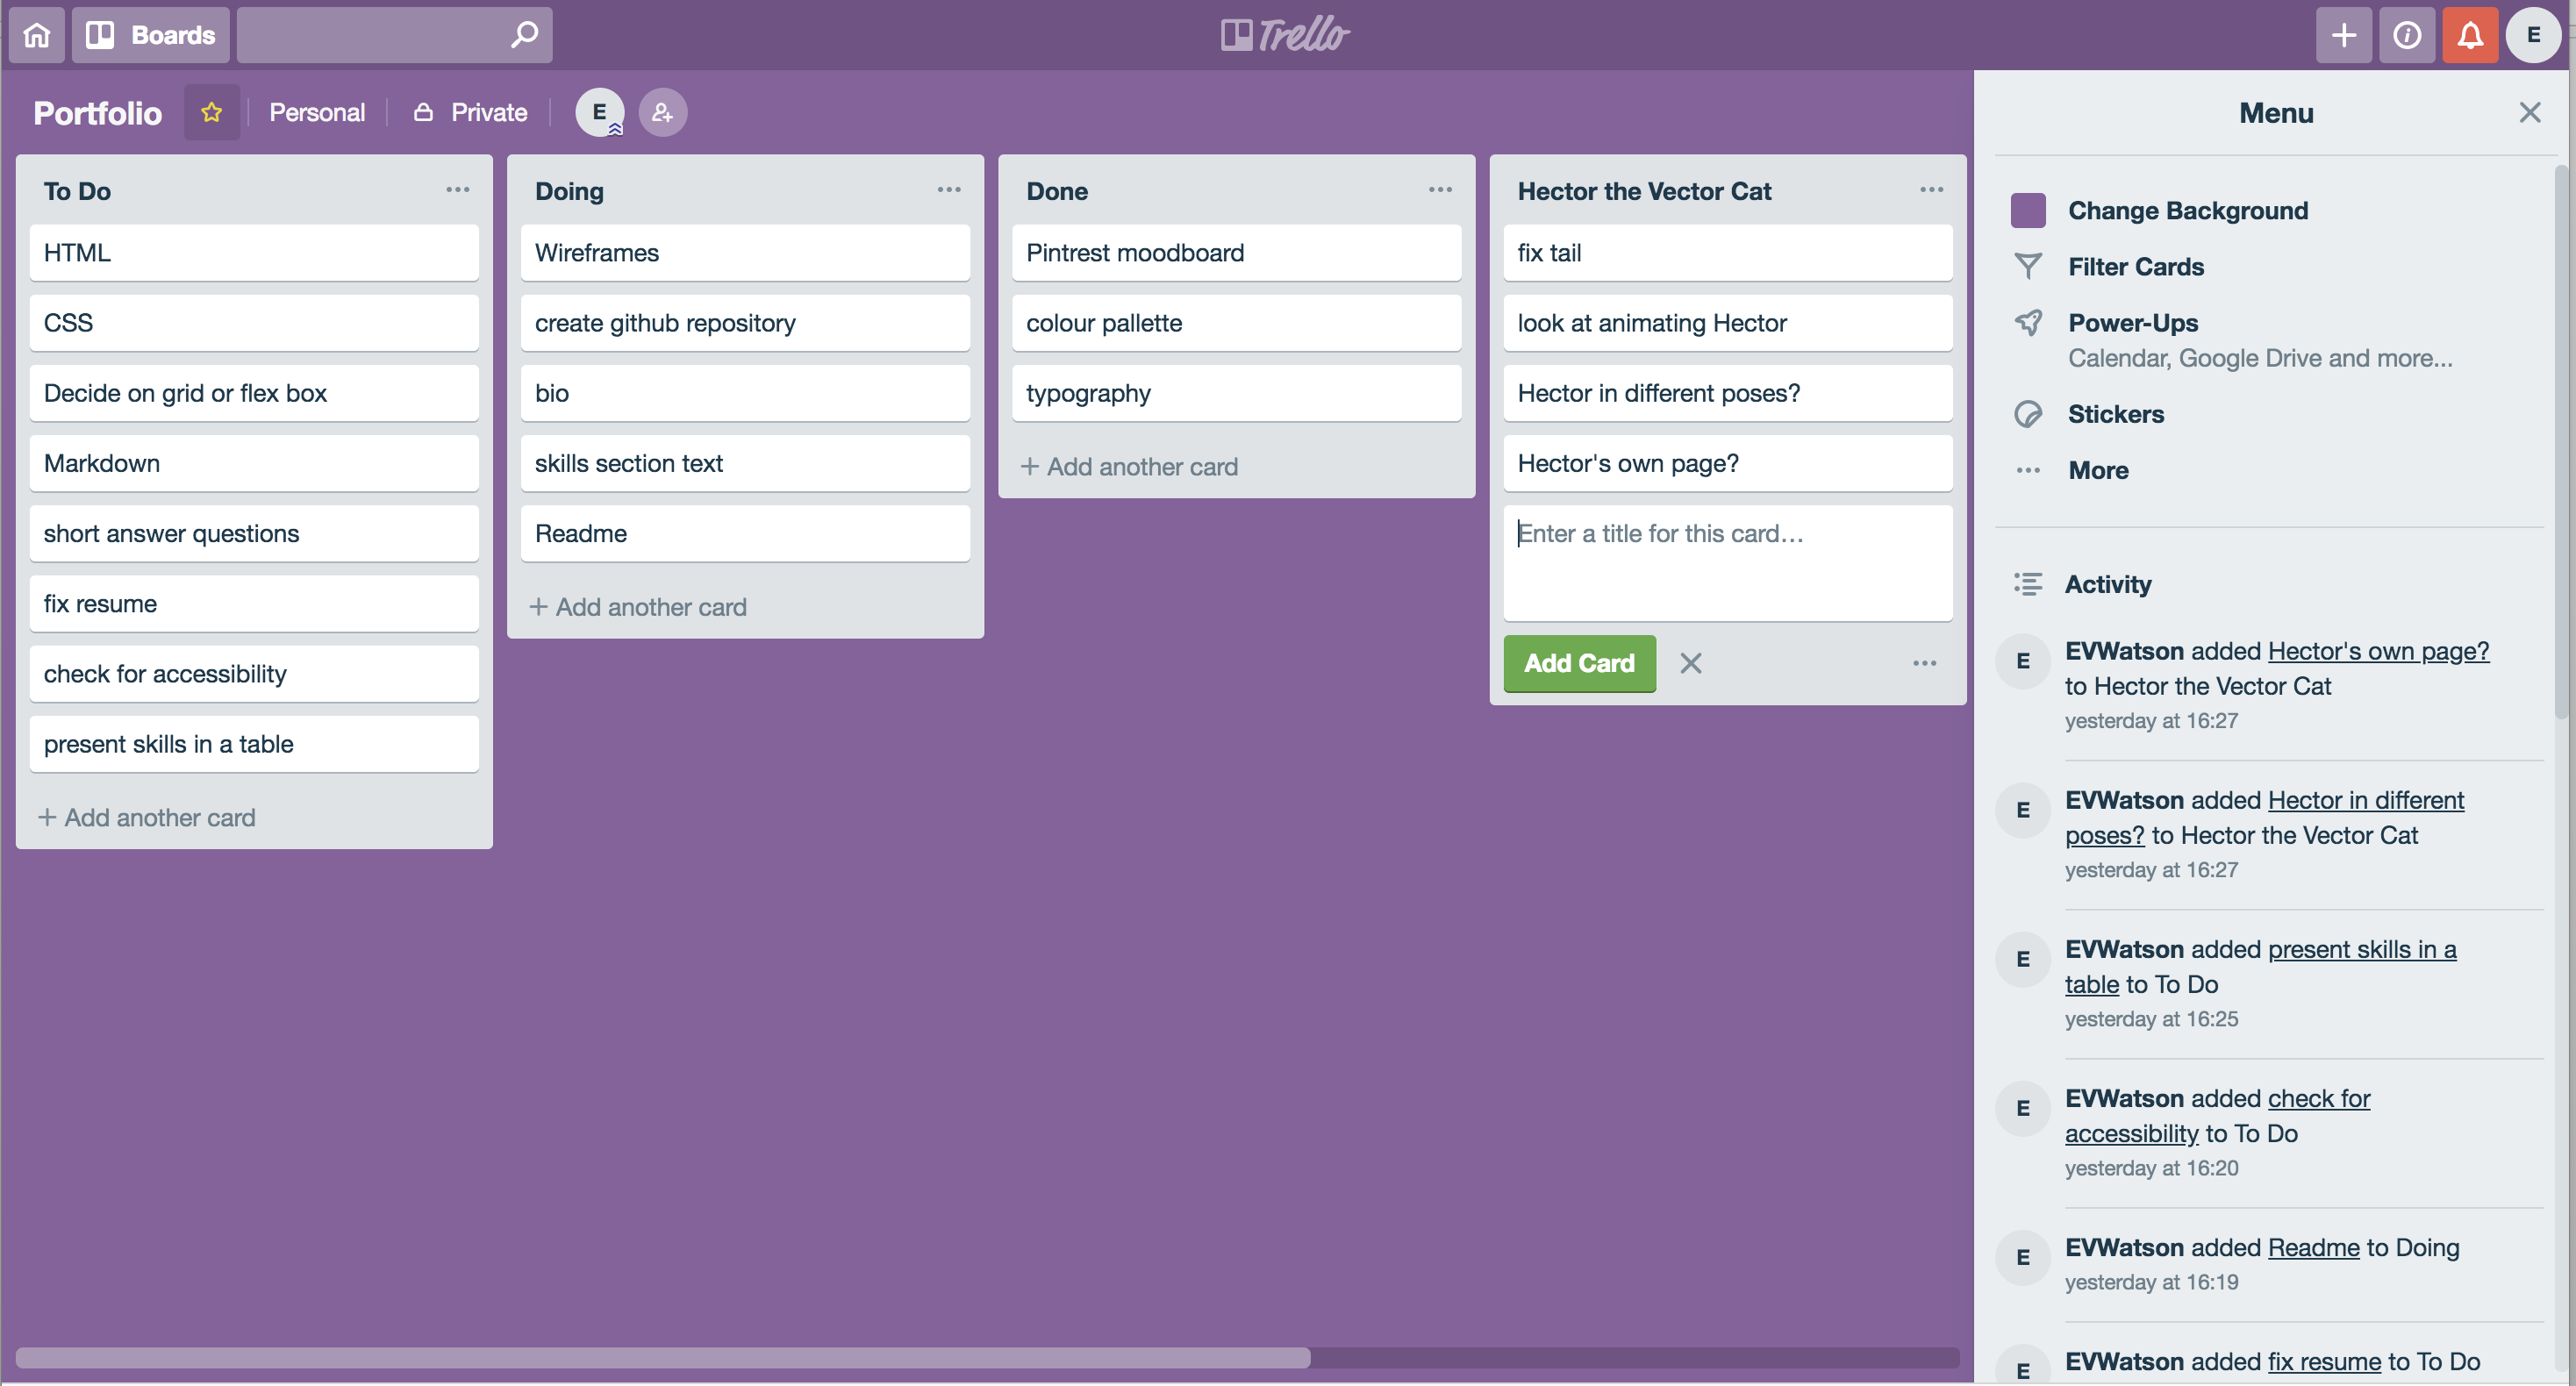 Boards
Trello
E
Portfolio
Personal
Private
E
To Do
HTML
CSS
Decide on grid or flex box
Markdown
short answer questions
fix resume
check for accessibility
present skills in a table
+ Add another card
Doing
Wireframes
create github repository
bio
skills section text
Readme
+ Add another card
Done
Pintrest moodboard
colour pallette
typography
+ Add another card
Hector the Vector Cat
fix tail
look at animating Hector
Hector in different poses?
Hector's own page?
Enter a title for this card…
Add Card
Menu
Change Background
Filter Cards
Power-Ups
Calendar, Google Drive and more...
Stickers
More
Activity
E
EVWatson added Hector's own page?
to Hector the Vector Cat
yesterday at 16:27
E
EVWatson added Hector in different
poses? to Hector the Vector Cat
yesterday at 16:27
E
EVWatson added present skills in a
table to To Do
yesterday at 16:25
E
EVWatson added check for
accessibility to To Do
yesterday at 16:20
E
EVWatson added Readme to Doing
yesterday at 16:19
E
EVWatson added fix resume to To Do